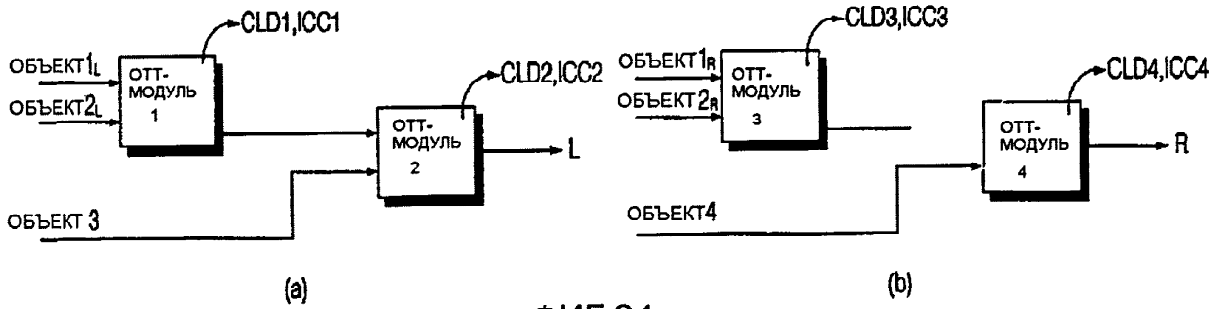 CLD1,ICC1
ОБЪЕКТ1L
ОБЪЕКТ2L
ОТТ-
МОДУЛЬ
1
CLD2,ICC2
ОТТ-
МОДУЛЬ
2
L
ОБЪЕКТ 3
(a)
CLD3,ICC3
ОБЪЕКТ1R
ОБЪЕКТ2R
ОТТ-
МОДУЛЬ
3
CLD4,ICC4
ОТТ-
МОДУЛЬ
4
R
ОБЪЕКТ4
(b)